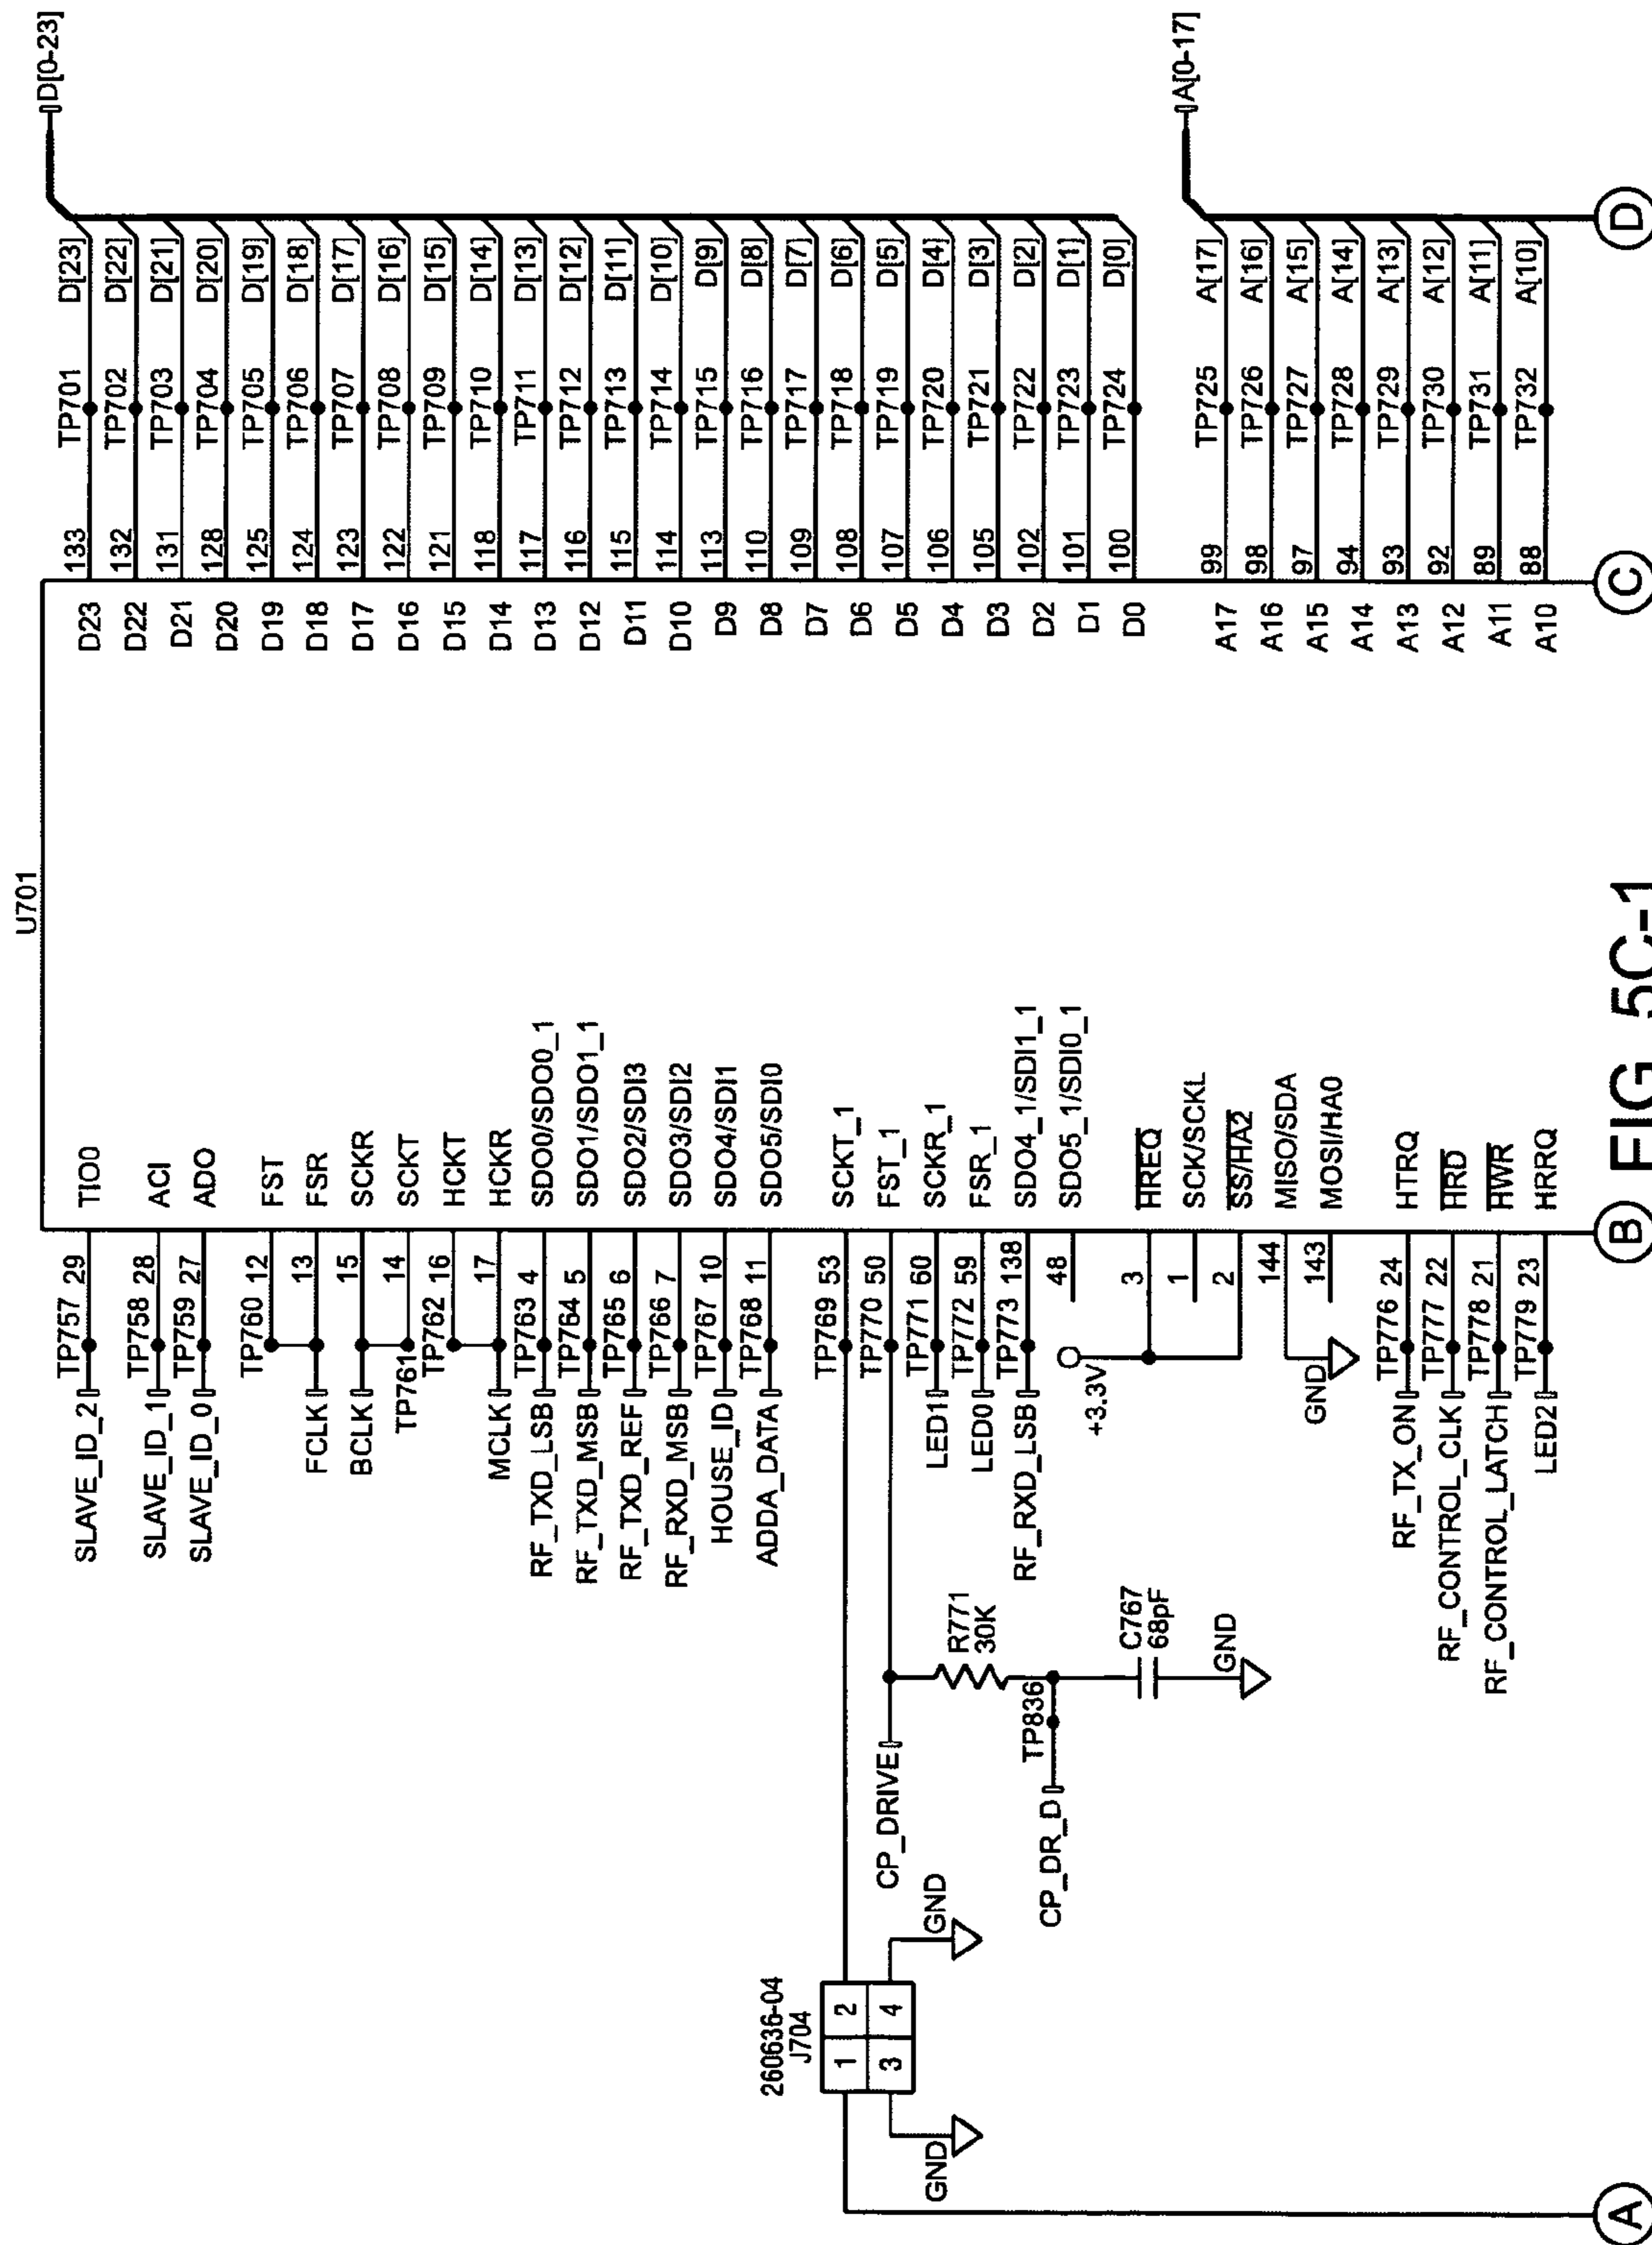 U701
SLAVE_ID_2 TP757 29 TIO0
SLAVE_ID_1 TP758 28 ACI
SLAVE_ID_0 TP759 27 ADO
TP760 12 FST
FCLK 13 FSR
BCLK 15 SCKR
TP761 14 SCKT
TP762 16 HCKT
MCLK 17 HCKR
RF_TXD_LSB TP763 4 SDO0/SDO0_1
RF_TXD_MSB TP764 5 SDO1/SDO1_1
RF_TXD_REF TP765 6 SDO2/SDI3
RF_RXD_MSB TP766 7 SDO3/SDI2
HOUSE_ID TP767 10 SDO4/SDI1
ADDA_DATA TP768 11 SDO5/SDI0
260636-04
J704
1 2
3 4
GND
GND
TP769 53 SCKT_1
CP_DRIVE TP770 50 FST_1
LED1 TP771 60 SCKR_1
LED0 TP772 59 FSR_1
RF_RXD_LSB TP773 138 SDO4_1/SDI1_1
48 SDO5_1/SDI0_1
R771
30K
CP_DR_D TP836
C767
68pF
GND
+3.3V
3 HREQ
1 SCK/SCKL
2 SS/HA2
144 MISO/SDA
GND
143 MOSI/HA0
RF_TX_ON TP776 24 HTRQ
RF_CONTROL_CLK TP777 22 HRD
RF_CONTROL_LATCH TP778 21 HWR
LED2 TP779 23 HRRQ
D[0-23]
D23 133 TP701 D[23]
D22 132 TP702 D[22]
D21 131 TP703 D[21]
D20 128 TP704 D[20]
D19 125 TP705 D[19]
D18 124 TP706 D[18]
D17 123 TP707 D[17]
D16 122 TP708 D[16]
D15 121 TP709 D[15]
D14 118 TP710 D[14]
D13 117 TP711 D[13]
D12 116 TP712 D[12]
D11 115 TP713 D[11]
D10 114 TP714 D[10]
D9 113 TP715 D[9]
D8 110 TP716 D[8]
D7 109 TP717 D[7]
D6 108 TP718 D[6]
D5 107 TP719 D[5]
D4 106 TP720 D[4]
D3 105 TP721 D[3]
D2 102 TP722 D[2]
D1 101 TP723 D[1]
D0 100 TP724 D[0]
A[0-17]
A17 99 TP725 A[17]
A16 98 TP726 A[16]
A15 97 TP727 A[15]
A14 94 TP728 A[14]
A13 93 TP729 A[13]
A12 92 TP730 A[12]
A11 89 TP731 A[11]
A10 88 TP732 A[10]
A B C D
FIG. 5C-1